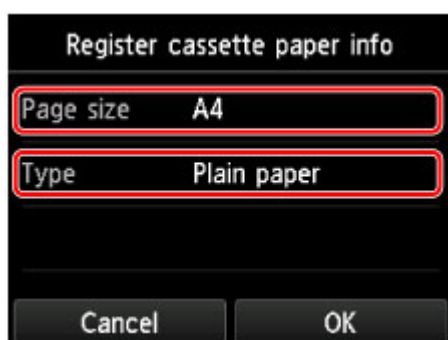 Register cassette paper info
Page size A4
Type Plain paper
Cancel OK